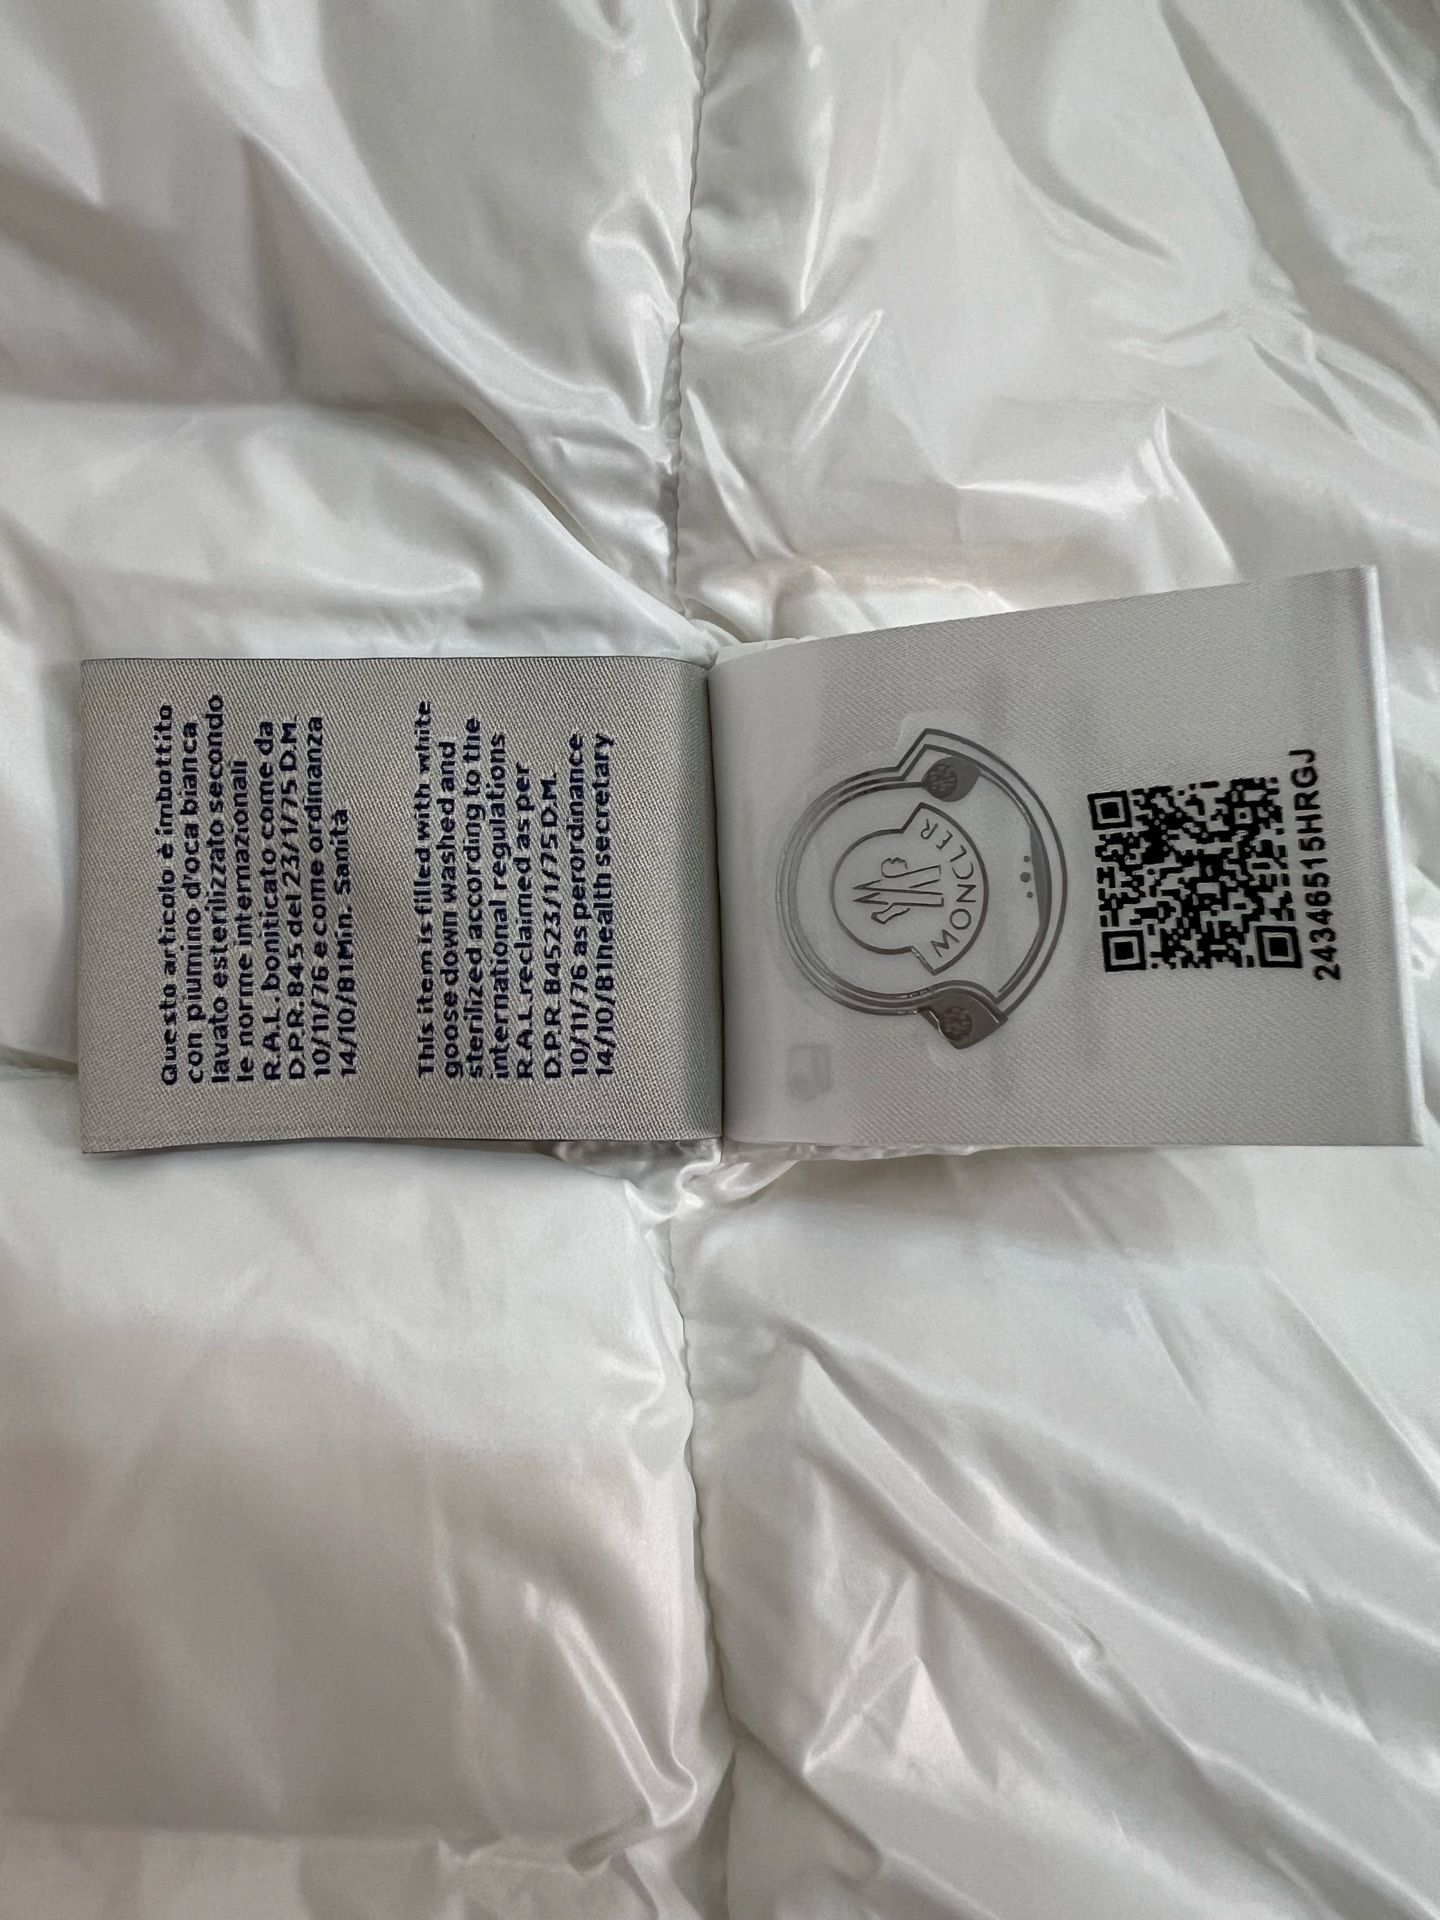 Questo articolo é imbottito
con piumino d'oca bianca
lavato esterilizzato secondo
le norme internazionali
R.A.L. boniticato come da
D.P.R.845 del 23/1/75 D.M.
10/11/76 e come ordinanza
14/10/81Min. Sanità
This item is filled with white
goose down washed and
sterilized according to the
international regulations
R.A.L.reclaimed as per
D.P.R.84523/1/75D.M.
10/11/76 as perordinance
14/10/81health secretary
MONCLER
24346515HRGJ